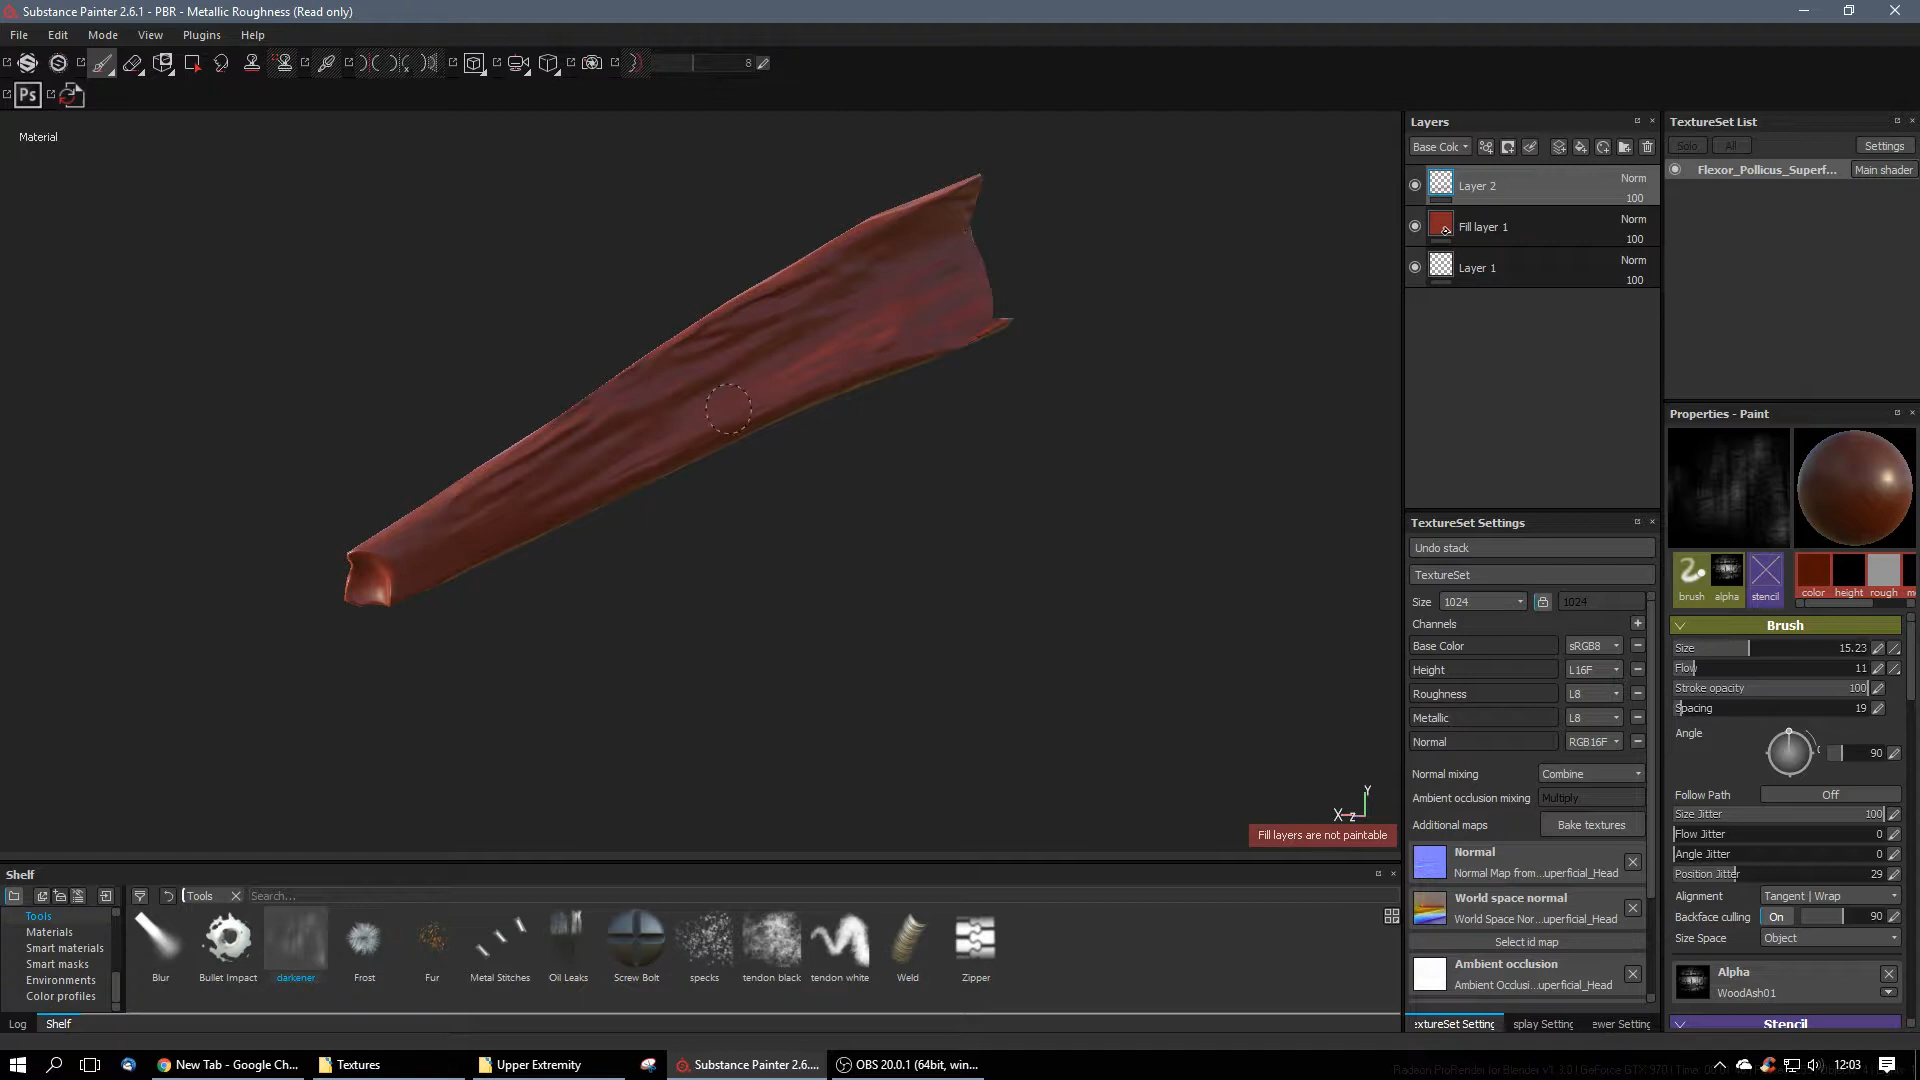 Substance Painter 2.6.1 - PBR - Metallic Roughness (Read only)
File Edit Mode View Plugins Help
8
Ps
Material
Layers
Base Colc
Layer 2 Norm 100
Fill layer 1 Norm 100
Layer 1 Norm 100
TextureSet List
Solo All Settings
Flexor_Pollicus_Superf... Main shader
TextureSet Settings
Undo stack
TextureSet
Size 1024 1024
Channels
Base Color sRGB8
Height L16F
Roughness L8
Metallic L8
Normal RGB16F
Normal mixing Combine
Ambient occlusion mixing Multiply
Additional maps Bake textures
Normal
Normal Map from...uperficial_Head
World space normal
World Space Nor...uperficial_Head
Select id map
Ambient occlusion
Ambient Occlusi...uperficial_Head
extureSet Setting splay Setting ewer Setting
Properties - Paint
brush alpha stencil color height rough m
Brush
Size 15.23
Flow 11
Stroke opacity 100
Spacing 19
Angle 90
Follow Path Off
Size Jitter 100
Flow Jitter 0
Angle Jitter 0
Position Jitter 29
Alignment Tangent | Wrap
Backface culling On 90
Size Space Object
Alpha
WoodAsh01
Stencil
X Z Y
Fill layers are not paintable
Shelf
Tools Search...
Tools
Materials
Smart materials
Smart masks
Environments
Color profiles
Blur Bullet Impact darkener Frost Fur Metal Stitches Oil Leaks Screw Bolt specks tendon black tendon white Weld Zipper
Log Shelf
New Tab - Google Ch... Textures Upper Extremity Substance Painter 2.6.... OBS 20.0.1 (64bit, win... 12:03